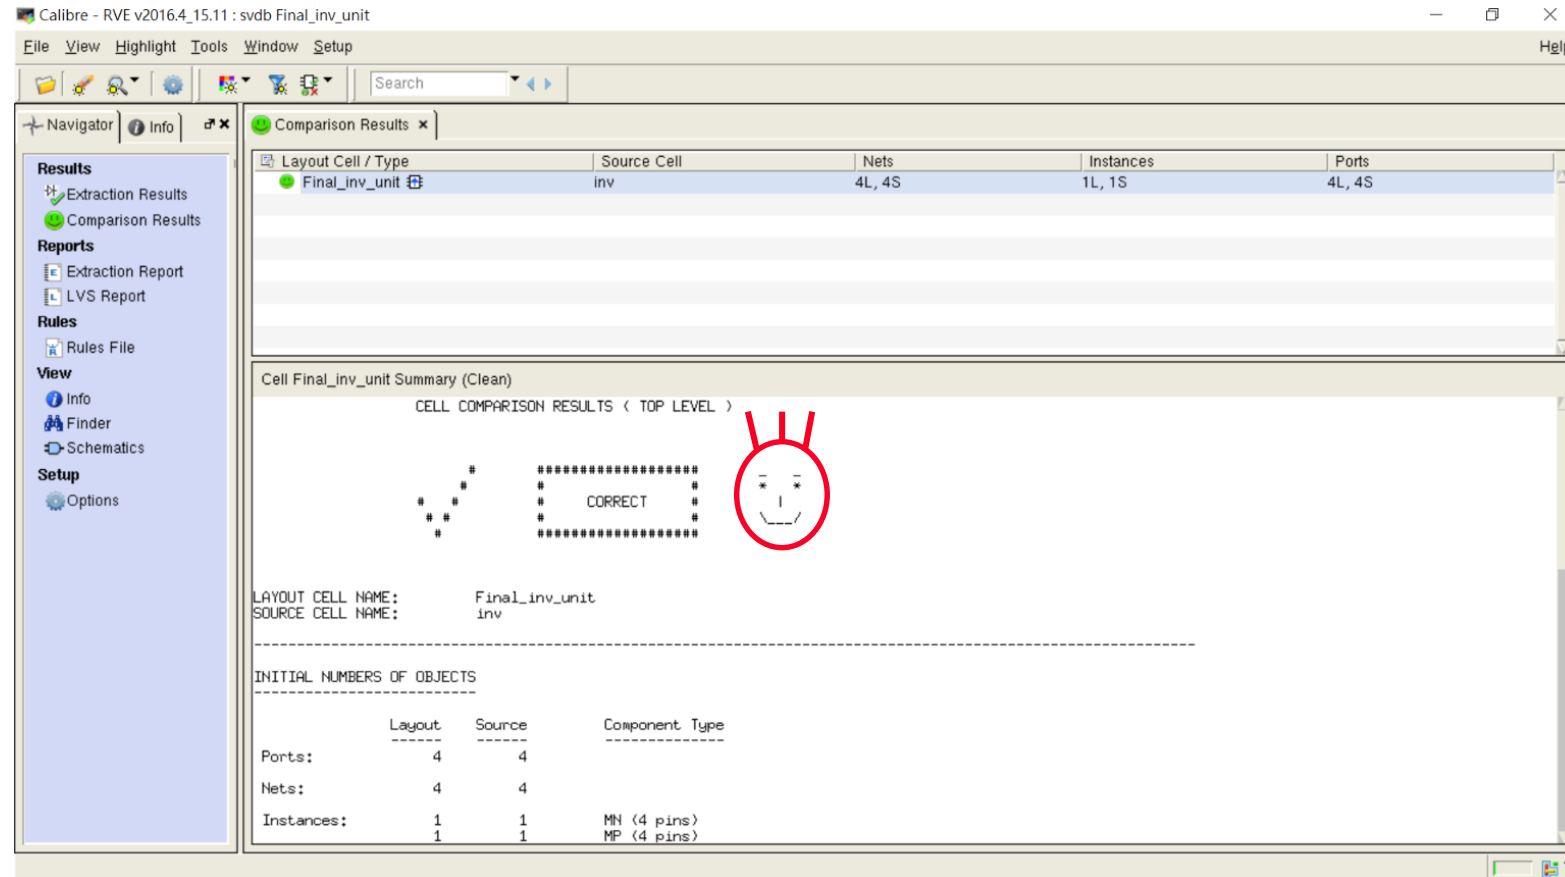 Calibre - RVE v2016.4_15.11 : svdb Final_inv_unit
File View Highlight Tools Window Setup Help
Search
Navigator Info
Results
Extraction Results
Comparison Results
Reports
Extraction Report
LVS Report
Rules
Rules File
View
Info
Finder
Schematics
Setup
Options
Comparison Results
Layout Cell / Type Source Cell Nets Instances Ports
Final_inv_unit inv 4L, 4S 1L, 1S 4L, 4S
Cell Final_inv_unit Summary (Clean)
CELL COMPARISON RESULTS ( TOP LEVEL )
# ###################
# # # _ _
# # # CORRECT # * *
# # # # |
# ################### \___/
LAYOUT CELL NAME: Final_inv_unit
SOURCE CELL NAME: inv
INITIAL NUMBERS OF OBJECTS
Layout Source Component Type
Ports: 4 4
Nets: 4 4
Instances: 1 1 MN (4 pins)
1 1 MP (4 pins)